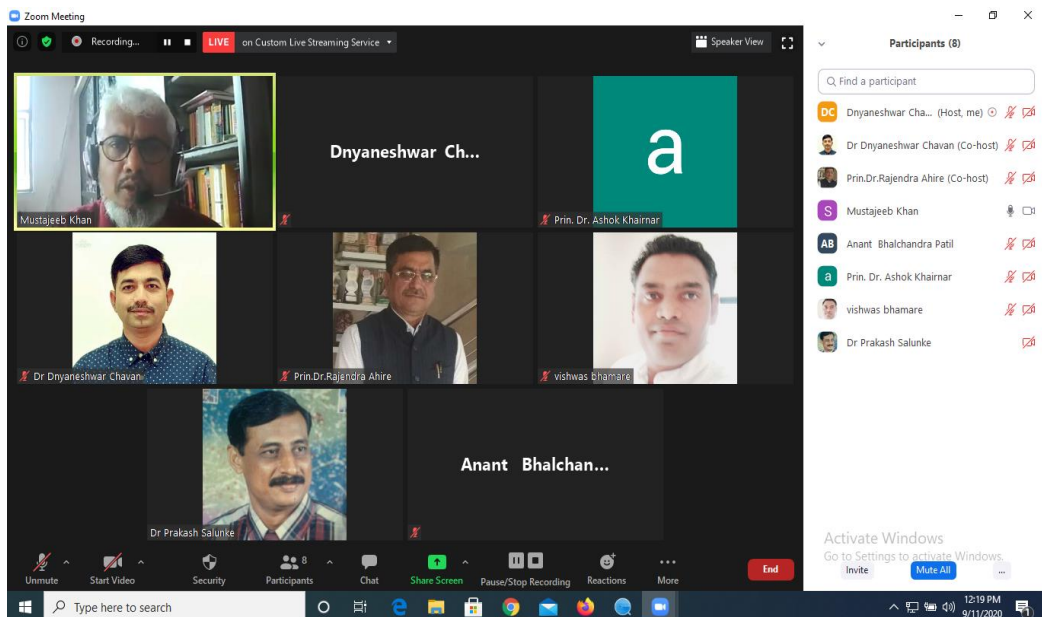 Zoom Meeting
Recording...
LIVE on Custom Live Streaming Service
Speaker View
Mustajeeb Khan
Dnyaneshwar Ch...
a
Prin. Dr. Ashok Khairnar
Dr Dnyaneshwar Chavan
Prin.Dr.Rajendra Ahire
vishwas bhamare
Dr Prakash Salunke
Anant Bhalchan...
Unmute
Start Video
Security
Participants
8
Chat
Share Screen
Pause/Stop Recording
Reactions
More
End
Participants (8)
Find a participant
DC Dnyaneshwar Cha... (Host, me)
Dr Dnyaneshwar Chavan (Co-host)
Prin.Dr.Rajendra Ahire (Co-host)
S Mustajeeb Khan
AB Anant Bhalchandra Patil
a Prin. Dr. Ashok Khairnar
vishwas bhamare
Dr Prakash Salunke
Activate Windows
Go to Settings to activate Windows.
Invite
Mute All
...
Type here to search
12:19 PM
9/11/2020
1